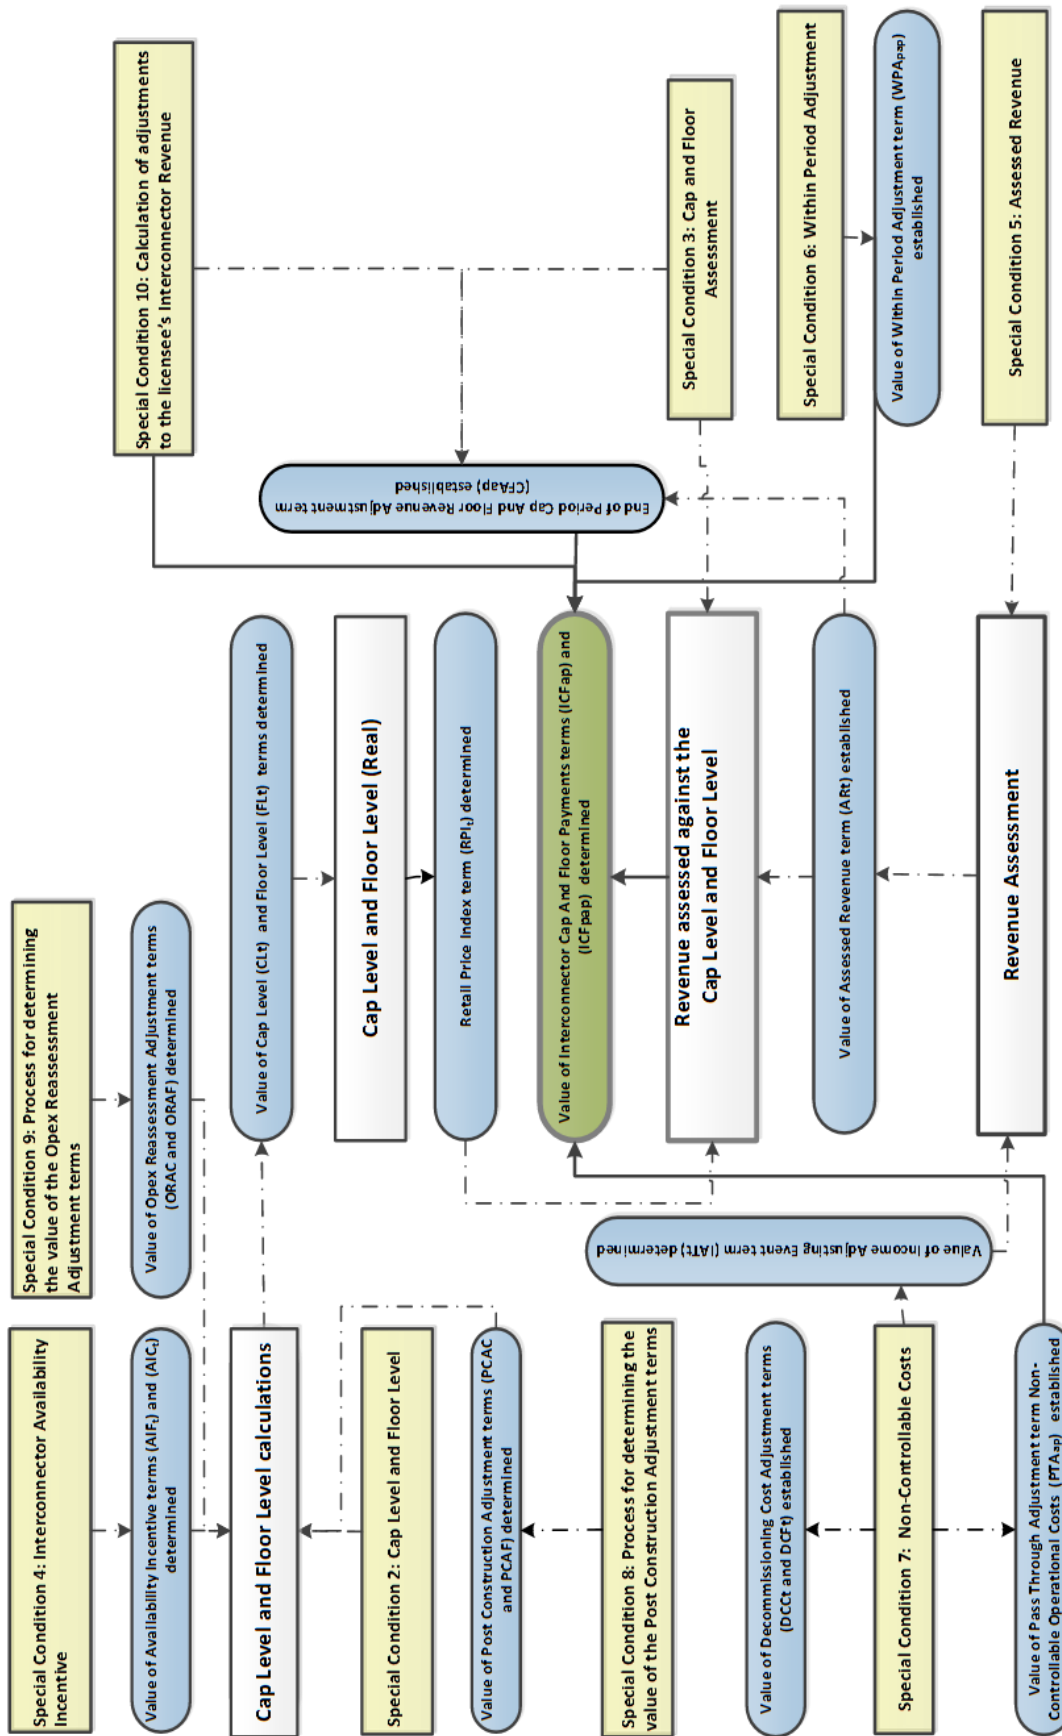 Special Condition 4: Interconnector Availability
Incentive
Value of Availability Incentive terms (AIFt) and (AICt)
determined
Cap Level and Floor Level calculations
Special Condition 2: Cap Level and Floor Level
Value of Post Construction Adjustment terms (PCAC
and PCAF) determined
Special Condition 8: Process for determining the
value of the Post Construction Adjustment terms
Value of Decommissioning Cost Adjustment terms
(DCCt and DCFt) established
Special Condition 7:  Non-Controllable Costs
Value of Pass Through Adjustment term Non-
Controllable Operational Costs (PTAap)  established
Special Condition 9: Process for determining
the value of the Opex Reassessment
Adjustment terms
Value of Opex Reassessment Adjustment terms
(ORAC and ORAF) determined
Value of Cap Level (CLt)  and Floor Level (FLt)  terms determined
Cap Level and Floor Level (Real)
Retail Price Index term (RPIt) determined
Value of Interconnector Cap And Floor Payments terms (ICFap) and
(ICFpap)  determined
Revenue assessed against the
Cap Level and Floor Level
Value of Income Adjusting Event term (IATt) determined
Value of Assessed Revenue term (ARt) established
Revenue Assessment
Special Condition 10: Calculation of adjustments
to the licensee's Interconnector Revenue
End of Period Cap And Floor Revenue Adjustment term
(CFAap) established
Special Condition 3: Cap and Floor
Assessment
Special Condition 6: Within Period Adjustment
Value of Within Period Adjustment term (WPApap)
established
Special Condition 5: Assessed Revenue